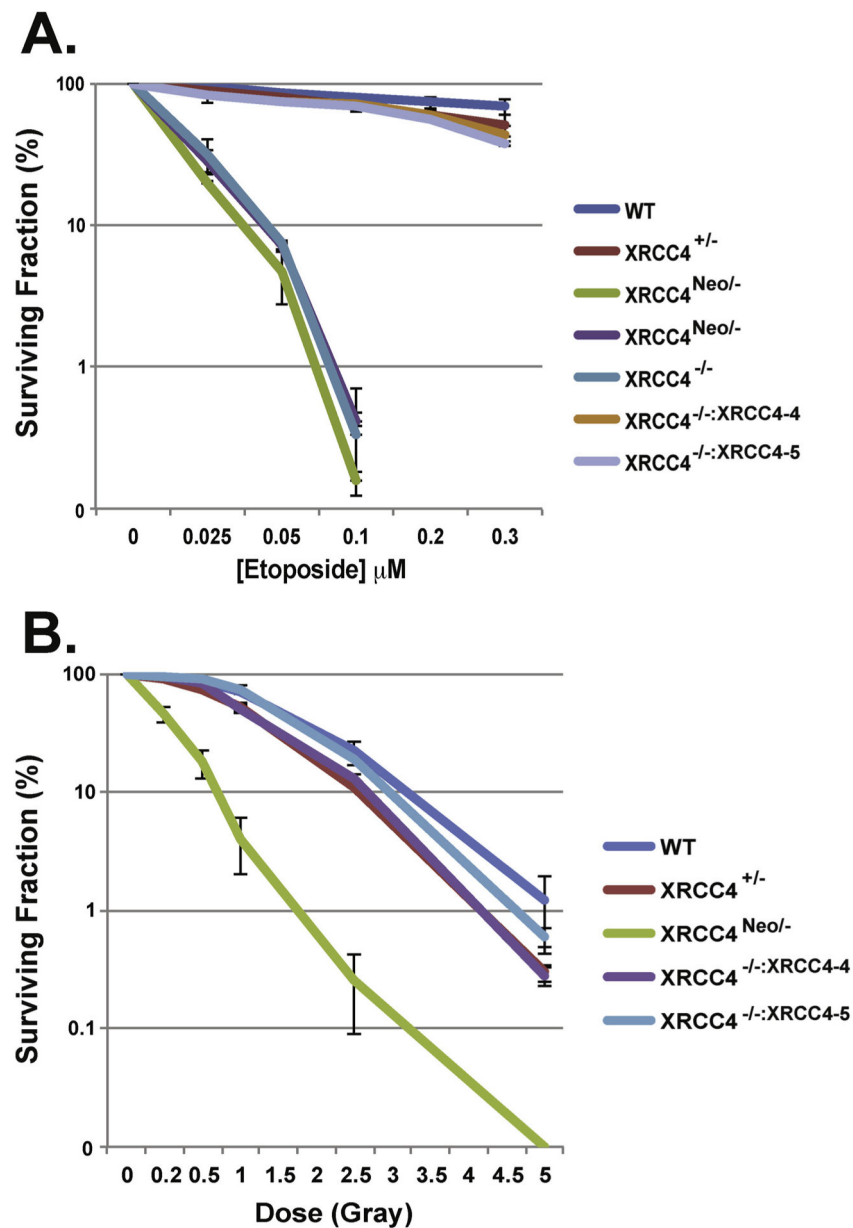 A.
Surviving Fraction (%)
100
10
1
0
0 0.025 0.05 0.1 0.2 0.3
[Etoposide] μM
WT
XRCC4+/-
XRCC4Neo/-
XRCC4Neo/-
XRCC4-/-
XRCC4-/-:XRCC4-4
XRCC4-/-:XRCC4-5
B.
Surviving Fraction (%)
100
10
1
0.1
0
0 0.2 0.5 1 1.5 2 2.5 3 3.5 4 4.5 5
Dose (Gray)
WT
XRCC4+/-
XRCC4Neo/-
XRCC4-/-:XRCC4-4
XRCC4-/-:XRCC4-5